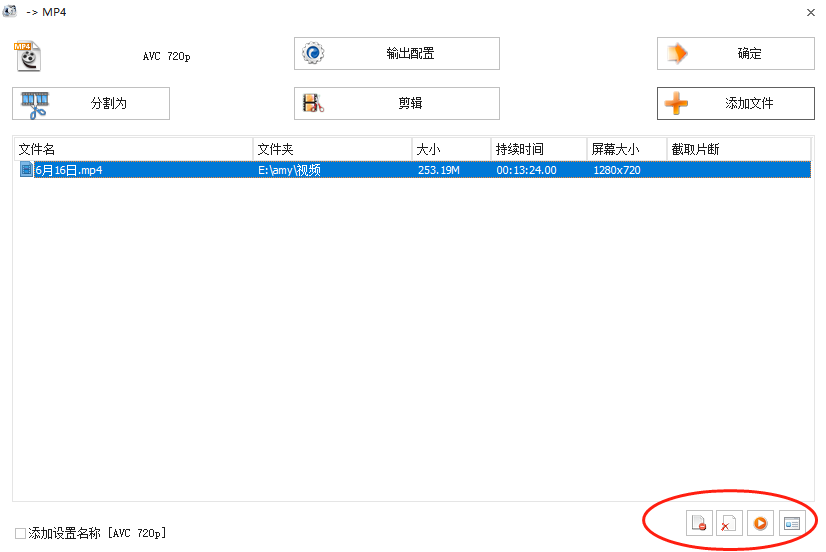 -> MP4
MP4
AVC 720p
输出配置
确定
分割为
剪辑
添加文件
文件名 文件夹 大小 持续时间 屏幕大小 截取片断
6月16日.mp4 E:\amy\视频 253.19M 00:13:24.00 1280x720
添加设置名称 [AVC 720p]